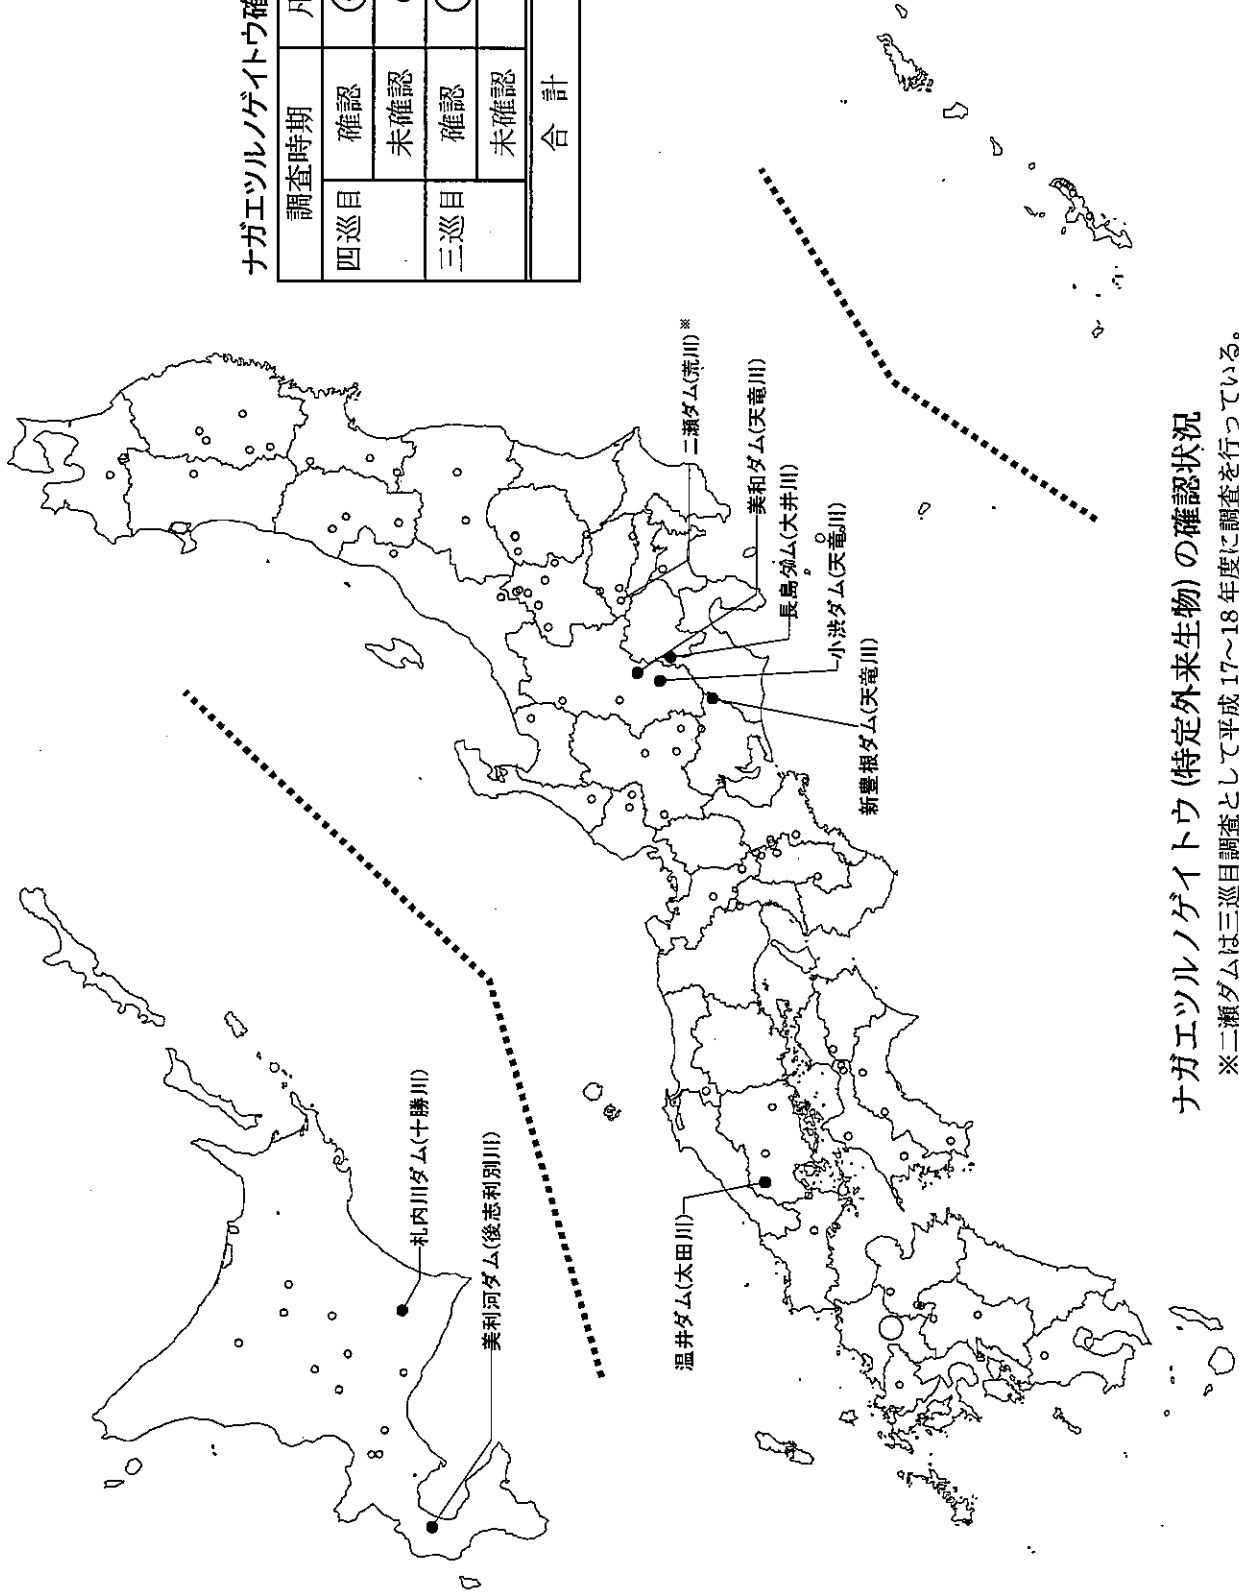 ナガエツルノゲイトウ確
調査時期
四巡目
確認
未確認
三巡目
確認
未確認
合 計
札内川ダム(十勝川)
美利河ダム(後志利別川)
二瀬ダム(荒川)※
美和ダム(天竜川)
長島ダム(大井川)
小渋ダム(天竜川)
新豊根ダム(天竜川)
温井ダム(太田川)
ナガエツルノゲイトウ(特定外来生物)の確認状況
※二瀬ダムは三巡目調査として平成17~18年度に調査を行っている。